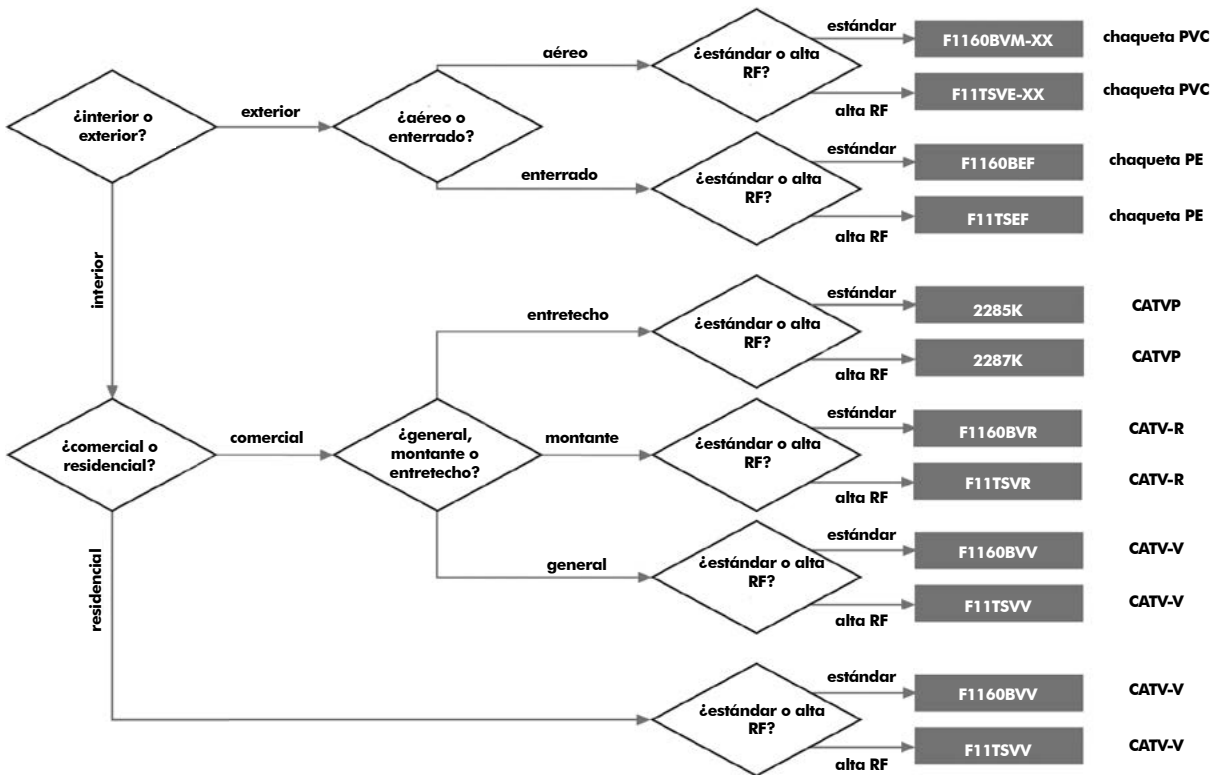 estándar
F1160BVM-XX
chaqueta PVC
aéreo
¿estándar o alta
RF?
F11TSVE-XX
chaqueta PVC
alta RF
¿interior o
exterior?
exterior
¿aéreo o
enterrado?
estándar
F1160BEF
chaqueta PE
enterrado
¿estándar o alta
RF?
F11TSEF
chaqueta PE
alta RF
interior
estándar
2285K
CATVP
entretecho
¿estándar o alta
RF?
2287K
CATVP
alta RF
¿comercial o
residencial?
comercial
¿general,
montante o
entretecho?
montante
¿estándar o alta
RF?
estándar
F1160BVR
CATV-R
F11TSVR
CATV-R
alta RF
estándar
F1160BVV
CATV-V
general
¿estándar o alta
RF?
F11TSVV
CATV-V
alta RF
residencial
estándar
F1160BVV
CATV-V
¿estándar o alta
RF?
F11TSVV
CATV-V
alta RF